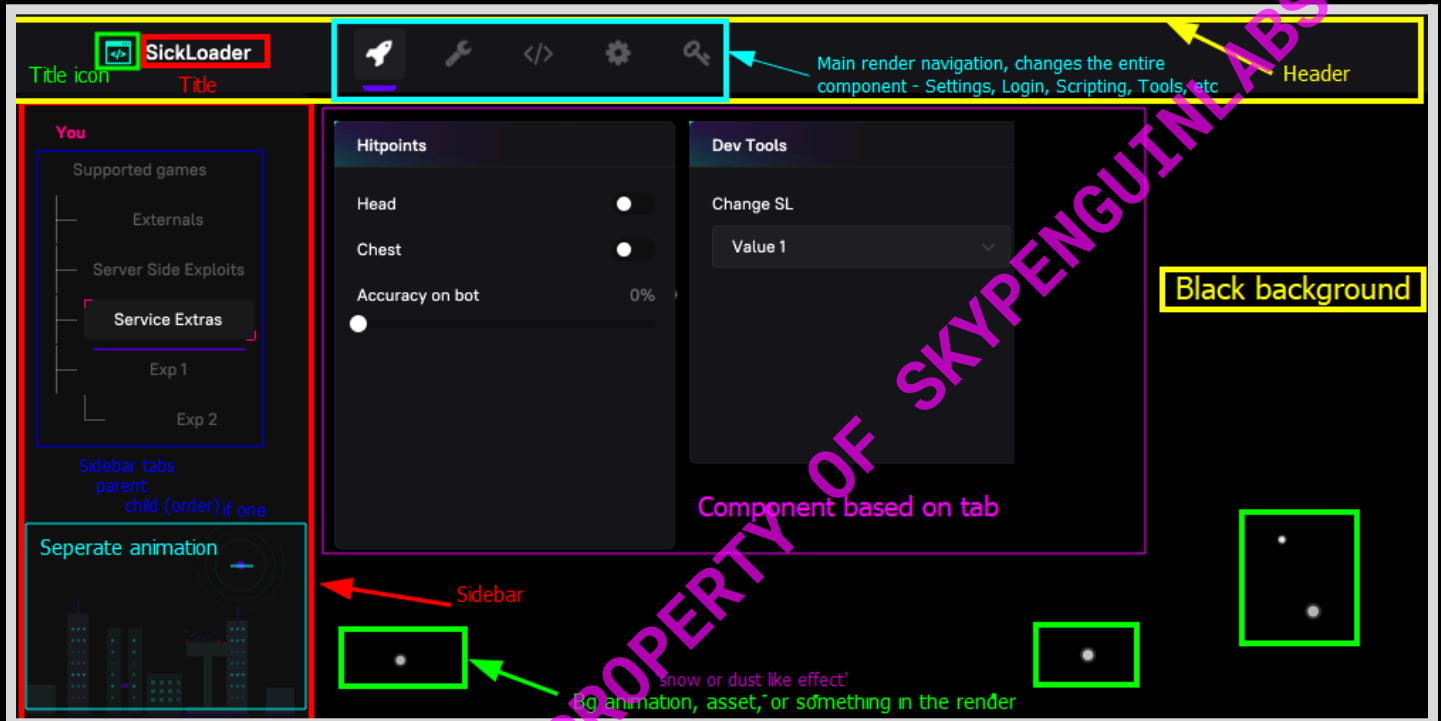 SickLoader
Title icon
Title
Main render navigation, changes the entire
component - Settings, Login, Scripting, Tools, etc
Header
You
Supported games
Externals
Server Side Exploits
Service Extras
Exp 1
Exp 2
Sidebar tabs
parent
child (order) if one
Seperate animation
Hitpoints
Head
Chest
Accuracy on bot 0%
Dev Tools
Change SL
Value 1
Black background
Component based on tab
Sidebar
snow or dust like effect'
Bg animation, asset, or something in the render
PROPERTY OF SKYPENGUINLABS